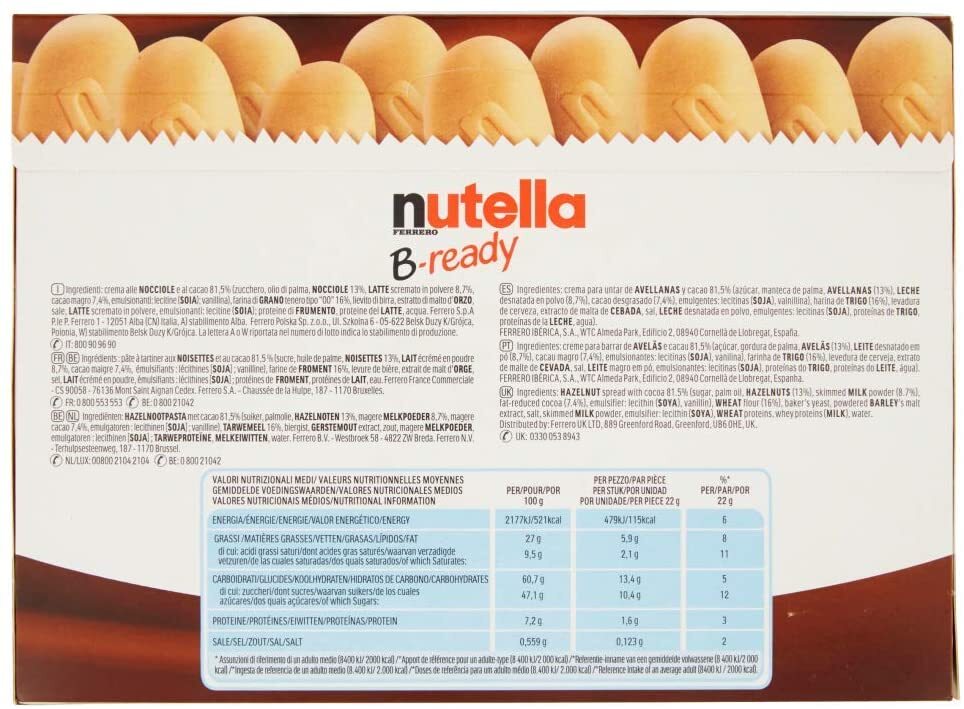 nutella
FERRERO
B-ready
I Ingredienti: crema alle NOCCIOLE e al cacao 81,5% (zucchero, olio di palma, NOCCIOLE 13%, LATTE scremato in polvere 8,7%,
cacao magro 7,4%, emulsionanti: lecitine (SOIA); vanillina), farina di GRANO tenero tipo "00" 16%, lievito di birra, estratto di malto d'ORZO,
sale, LATTE scremato in polvere, emulsionanti: lecitine (SOIA); proteine di FRUMENTO, proteine del LATTE, acqua. Ferrero S.p.A
P.le P. Ferrero 1 - 12051 Alba (CN) Italia, A) stabilimento Alba. Ferrero Polska Sp. z.o.o., Ul. Szkolna 6 - 05-622 Belsk Duzy K/Grójca,
Polonia, W) stabilimento Belsk Duzy K/Grójca. La lettera A o W riportata nel numero di lotto indica lo stabilimento di produzione.
IT: 800 90 96 90
FR BE Ingrédients: pâte à tartiner aux NOISETTES et au cacao 81,5% (sucre, huile de palme, NOISETTES 13%, LAIT écrémé en poudre
8,7%, cacao maigre 7,4%, émulsifiants: lécithines (SOJA); vanilline), farine de FROMENT 16%, levure de bière, extrait de malt d'ORGE,
sel, LAIT écrémé en poudre, émulsifiants: lécithines (SOJA); protéines de FROMENT, protéines de LAIT, eau. Ferrero France Commerciale
- CS 90058 - 76136 Mont Saint Aignan Cedex. Ferrero S.A. - Chaussée de la Hulpe, 187 - 1170 Bruxelles.
FR: 0 800 553 553 BE: 0800 21042
BE NL Ingrediënten: HAZELNOOTPASTA met cacao 81,5% (suiker, palmolie, HAZELNOTEN 13%, magere MELKPOEDER 8,7%, magere
cacao 7,4%, emulgatoren: lecithinen (SOJA); vanilline), TARWEMEEL 16%, biergist, GERSTEMOUT extract, zout, magere MELKPOEDER,
emulgatoren: lecithinen (SOJA); TARWEPROTEÏNE, MELKEIWITTEN, water. Ferrero B.V. - Westbroek 58 - 4822 ZW Breda. Ferrero N.V.
- Terhulpsesteenweg, 187 - 1170 Brussel.
NL/LUX: 00800 2104 2104 BE: 0800 21042
ES Ingredientes: crema para untar de AVELLANAS y cacao 81,5% (azúcar, manteca de palma, AVELLANAS (13%), LECHE
desnatada en polvo (8,7%), cacao desgrasado (7,4%), emulgentes: lecitinas (SOJA), vainillina), harina de TRIGO (16%), levadura
de cerveza, extracto de malta de CEBADA, sal, LECHE desnatada en polvo, emulgentes: lecitinas (SOJA), proteínas de TRIGO,
proteínas de la LECHE, agua).
FERRERO IBÉRICA, S.A., WTC Almeda Park, Edificio 2, 08940 Cornellà de Llobregat, España.
PT Ingredientes: creme para barrar de AVELÃS e cacau 81,5% (açúcar, gordura de palma, AVELÃS (13%), LEITE desnatado em
pó (8,7%), cacau magro (7,4%), emulsionantes: lecitinas (SOJA), vanilina), farinha de TRIGO (16%), levedura de cerveja, extrato
de malte de CEVADA, sal, LEITE magro em pó, emulsionantes: lecitinas (SOJA), proteínas do TRIGO, proteínas do LEITE, água).
FERRERO IBÉRICA, S.A., WTC Almeda Park, Edificio 2, 08940 Cornellà de Llobregat, Espanha.
UK Ingredients: HAZELNUT spread with cocoa 81.5% (sugar, palm oil, HAZELNUTS (13%), skimmed MILK powder (8.7%),
fat-reduced cocoa (7.4%), emulsifier: lecithin (SOYA), vanillin), WHEAT flour (16%), baker's yeast, powdered BARLEY's malt
extract, salt, skimmed MILK powder, emulsifier: lecithin (SOYA), WHEAT proteins, whey proteins (MILK), water.
Distributed by: Ferrero UK LTD, 889 Greenford Road, Greenford, UB6 0HE, UK.
UK: 0330 053 8943
VALORI NUTRIZIONALI MEDI/ VALEURS NUTRITIONNELLES MOYENNES
GEMIDDELDE VOEDINGSWAARDEN/VALORES NUTRICIONALES MEDIOS
VALORES NUTRICIONAIS MÉDIOS/NUTRITIONAL INFORMATION
PER/POUR/POR
100 g
PER PEZZO/PAR PIÈCE
PER STUK/POR UNIDAD
POR UNIDADE/PER PIECE 22 g
%*
PER/PAR/POR
22 g
ENERGIA/ÉNERGIE/ENERGIE/VALOR ENERGÉTICO/ENERGY 2177kJ/521kcal 479kJ/115kcal 6
GRASSI /MATIÈRES GRASSES/VETTEN/GRASAS/LÍPIDOS/FAT 27 g 5,9 g 8
di cui: acidi grassi saturi/dont acides gras saturés/waarvan verzadigde
vetzuren/de las cuales saturadas/dos quais saturados/of which Saturates: 9,5 g 2,1 g 11
CARBOIDRATI/GLUCIDES/KOOLHYDRATEN/HIDRATOS DE CARBONO/CARBOHYDRATES 60,7 g 13,4 g 5
di cui: zuccheri/dont sucres/waarvan suikers/de los cuales
azúcares/dos quais açúcares/of which Sugars: 47,1 g 10,4 g 12
PROTEINE/PROTÉINES/EIWITTEN/PROTEÍNAS/PROTEIN 7,2 g 1,6 g 3
SALE/SEL/ZOUT/SAL/SALT 0,559 g 0,123 g 2
* Assunzioni di riferimento di un adulto medio (8400 kJ/ 2000 kcal) /*Apport de référence pour un adulte-type (8 400 kJ/2 000 kcal) /*Referentie-inname van een gemiddelde volwassene (8 400 kJ/2 000
kcal) /*Ingesta de referencia de un adulto medio (8.400 kJ/ 2.000 kcal) /*Doses de referência para um adulto médio (8.400 kJ/ 2.000 kcal) /*Reference intake of an average adult (8400 kJ / 2000 kcal).